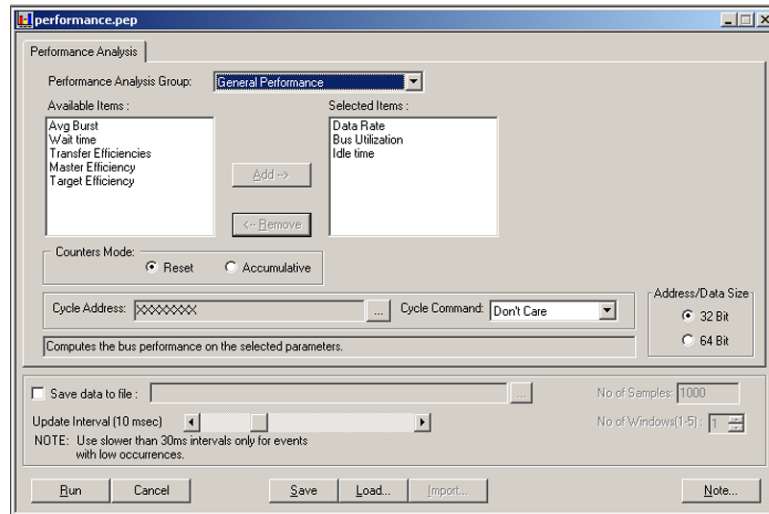 performance.pep
Performance Analysis
Performance Analysis Group: General Performance
Available Items :
Selected Items :
Avg Burst
Wait time
Transfer Efficiencies
Master Efficiency
Target Efficiency
Data Rate
Bus Utilization
Idle time
Add -->
<-- Remove
Counters Mode:
Reset Accumulative
Cycle Address: XXXXXXXX ... Cycle Command: Don't Care
Address/Data Size
32 Bit
64 Bit
Computes the bus performance on the selected parameters.
Save data to file : ... No of Samples: 1000
Update Interval (10 msec) No of Windows(1-5) : 1
NOTE: Use slower than 30ms intervals only for events
with low occurrences.
Run Cancel Save Load... Import... Note...